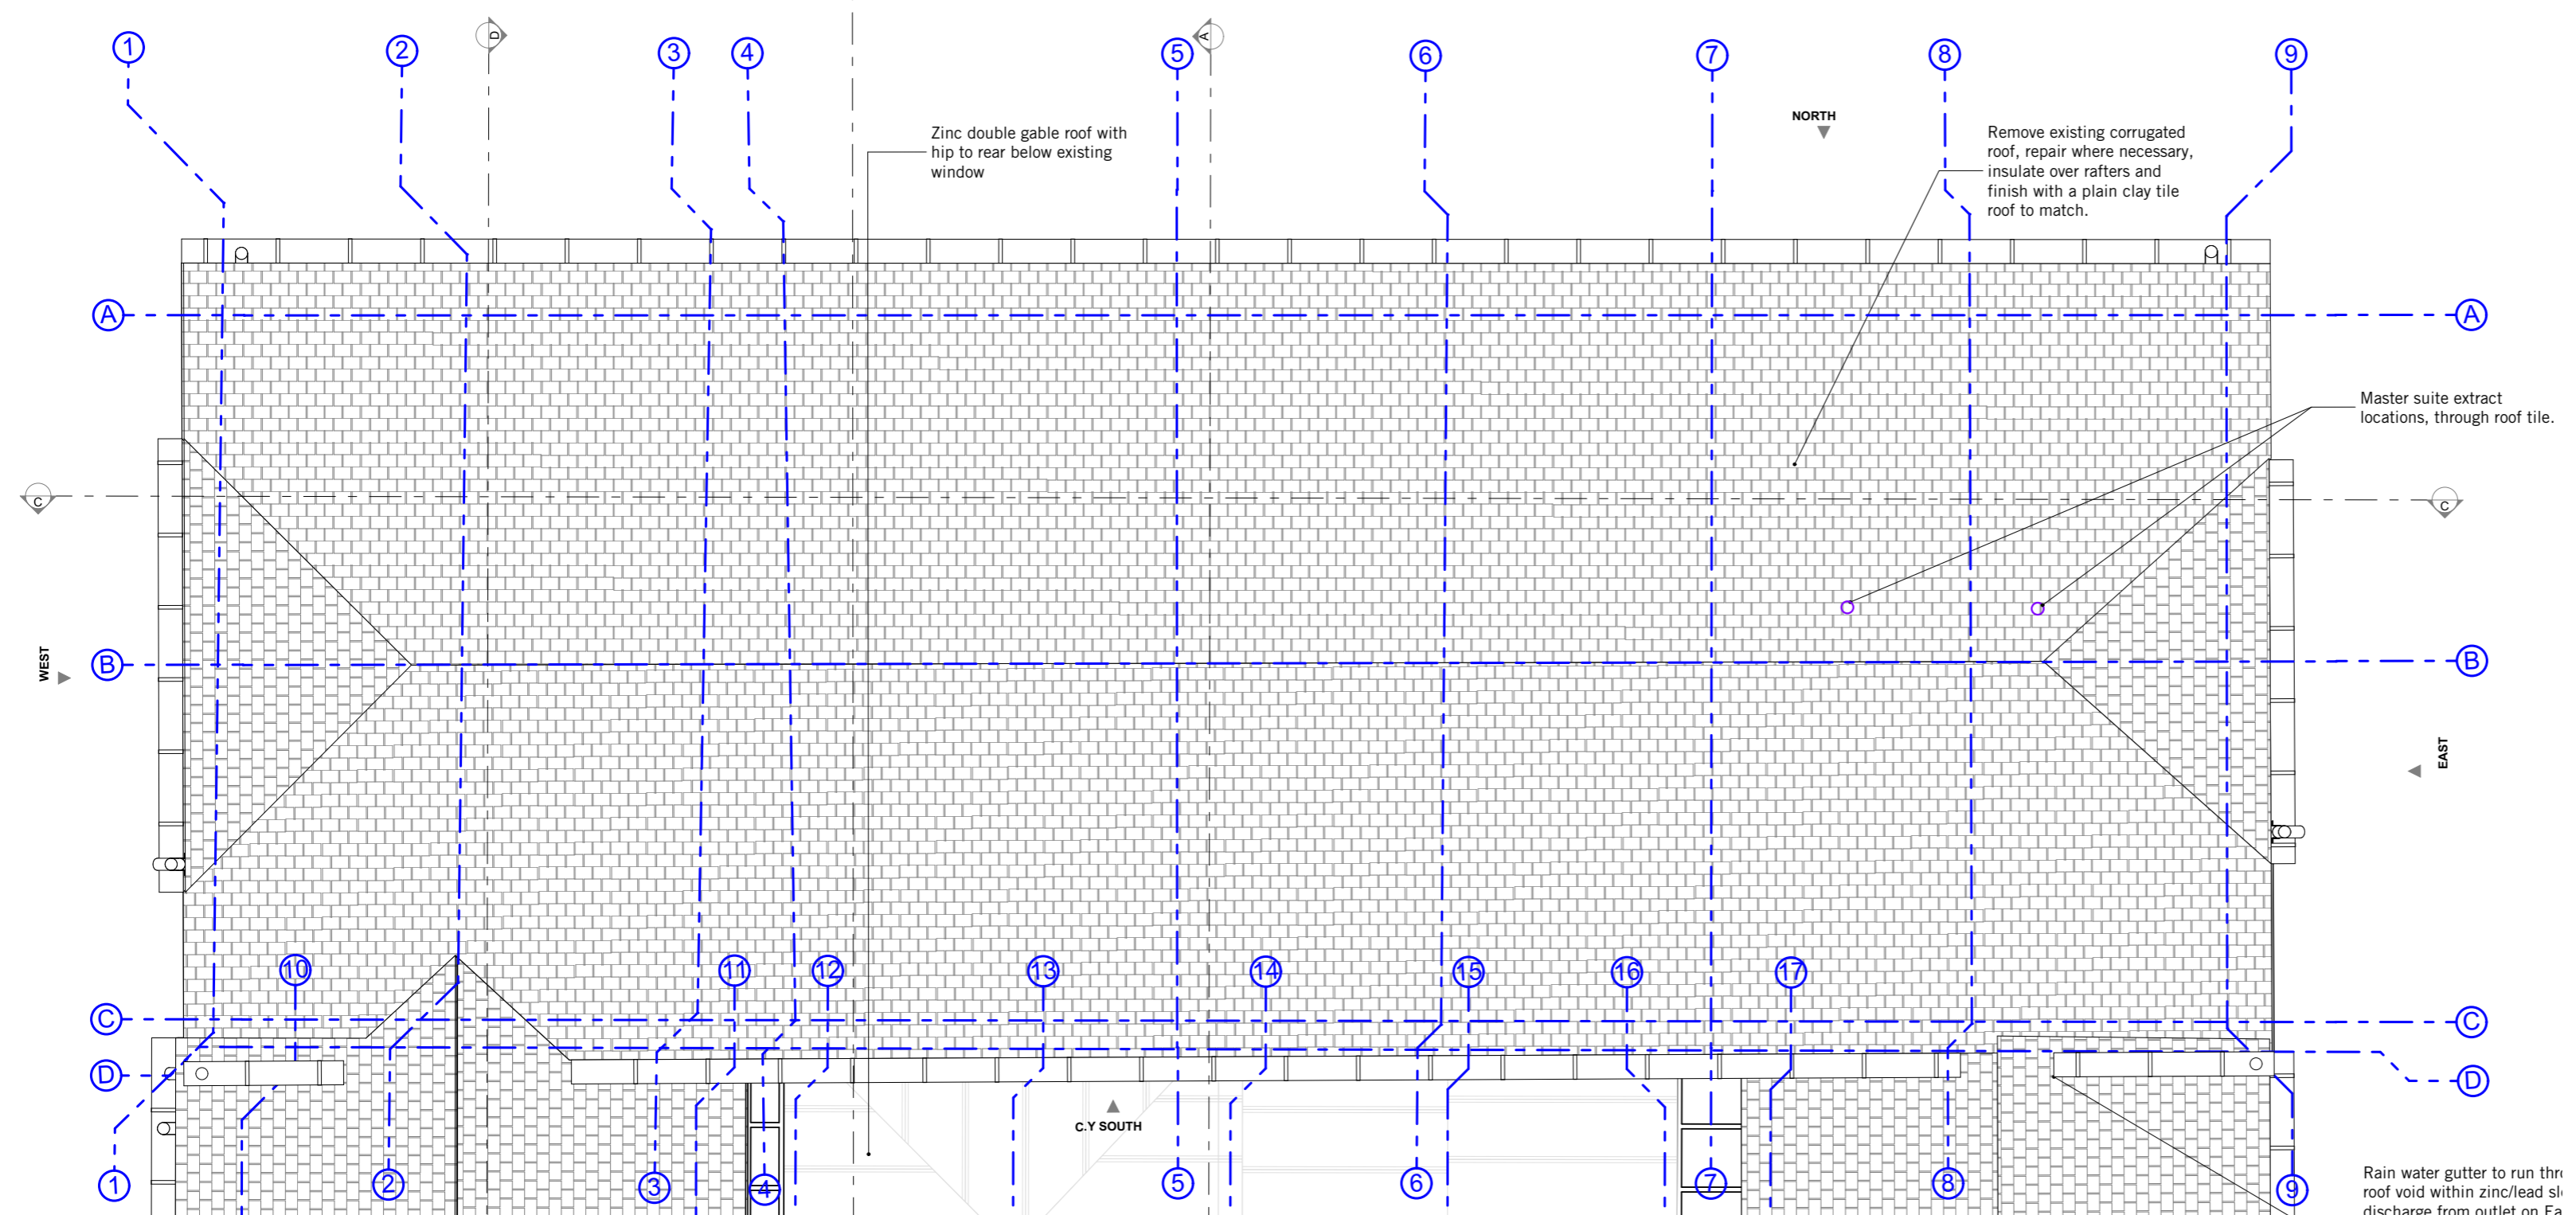 1
2
D
3
4
5
A
6
7
8
9
NORTH
Zinc double gable roof with
hip to rear below existing
window
Remove existing corrugated
roof, repair where necessary,
insulate over rafters and
finish with a plain clay tile
roof to match.
A
A
Master suite extract
locations, through roof tile.
C
C
WEST
B
B
EAST
10
11
12
13
14
15
16
17
C
C
D
D
C.Y SOUTH
1
2
3
4
5
6
7
8
9
Rain water gutter to run
roof void within zinc/lead
discharge from outlet on